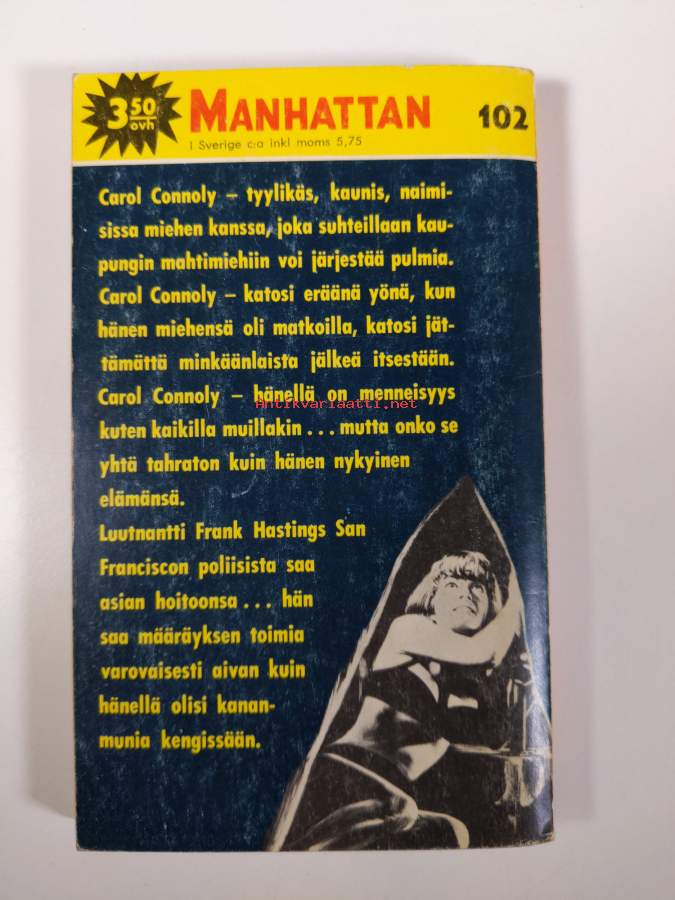 3 50 ovh
MANHATTAN
102
I Sverige c:a inkl moms 5,75
Carol Connoly – tyylikäs, kaunis, naimi-
sissa miehen kanssa, joka suhteillaan kau-
pungin mahtimiehiin voi järjestää pulmia.
Carol Connoly – katosi eräänä yönä, kun
hänen miehensä oli matkoilla, katosi jät-
tämättä minkäänlaista jälkeä itsestään.
Carol Connoly – hänellä on menneisyys
Antikvariaatti.net
kuten kaikilla muillakin ... mutta onko se
yhtä tahraton kuin hänen nykyinen
elämänsä.
Luutnantti Frank Hastings San
Franciscon poliisista saa
asian hoitoonsa ... hän
saa määräyksen toimia
varovaisesti aivan kuin
hänellä olisi kanan-
munia kengissään.